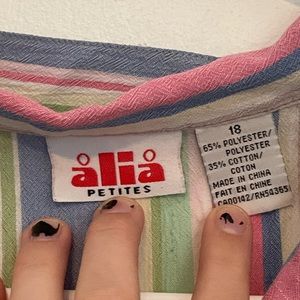 alia
PETITES
18
65% POLYESTER/
POLYESTER
35% COTTON/
COTON
MADE IN CHINA
FAIT EN CHINE
CA00142/RN54365